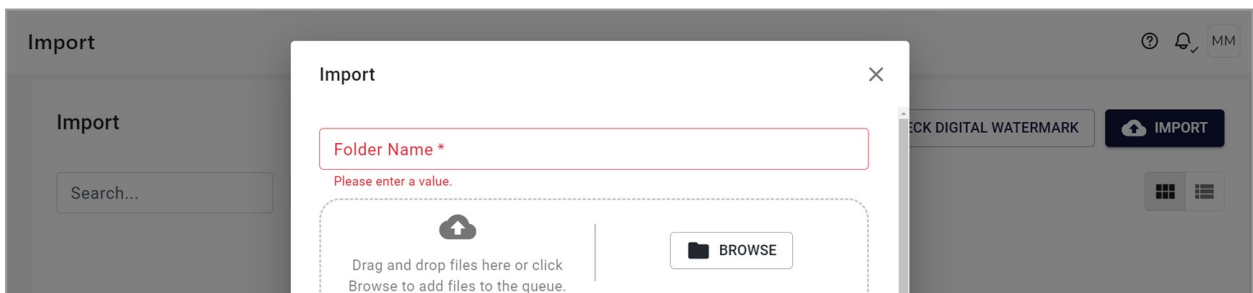 Import
MM
Import
Import
ECK DIGITAL WATERMARK
IMPORT
Folder Name *
Please enter a value.
Search...
BROWSE
Drag and drop files here or click
Browse to add files to the queue.